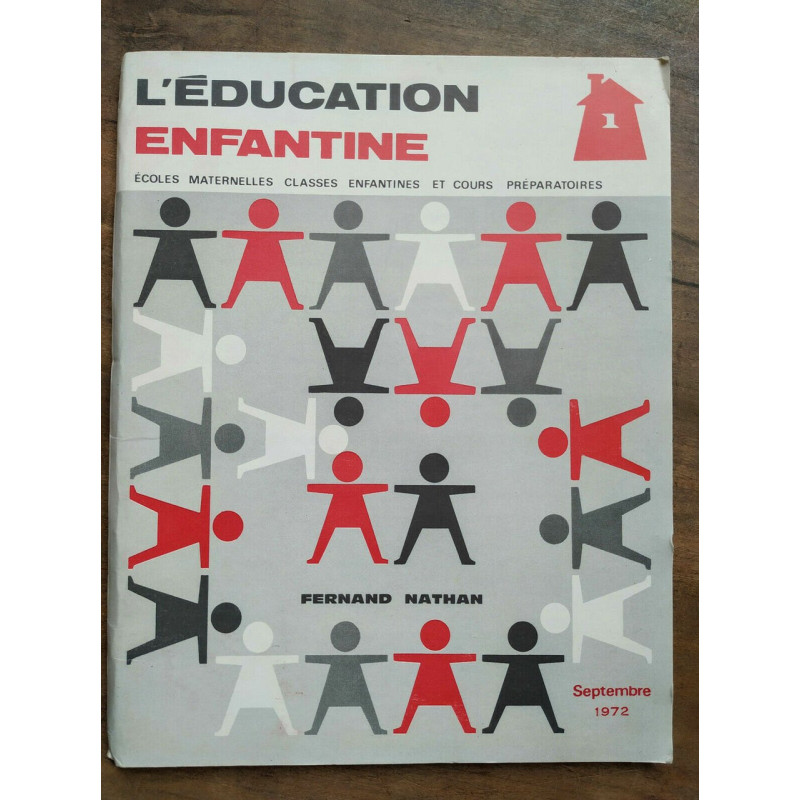 L'ÉDUCATION
ENFANTINE
1
ÉCOLES MATERNELLES CLASSES ENFANTINES ET COURS PRÉPARATOIRES
FERNAND NATHAN
Septembre
1972